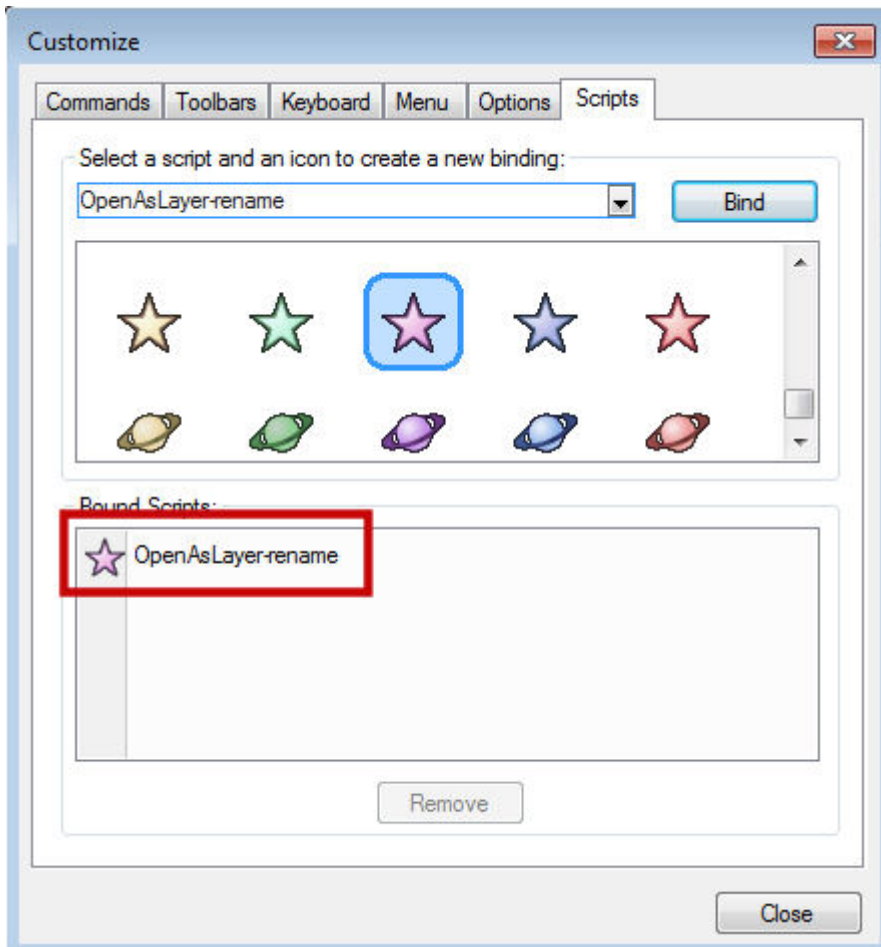 Customize
Commands Toolbars Keyboard Menu Options Scripts
Select a script and an icon to create a new binding:
OpenAsLayer-rename
Bind
Bound Scripts:
OpenAsLayer-rename
Remove
Close